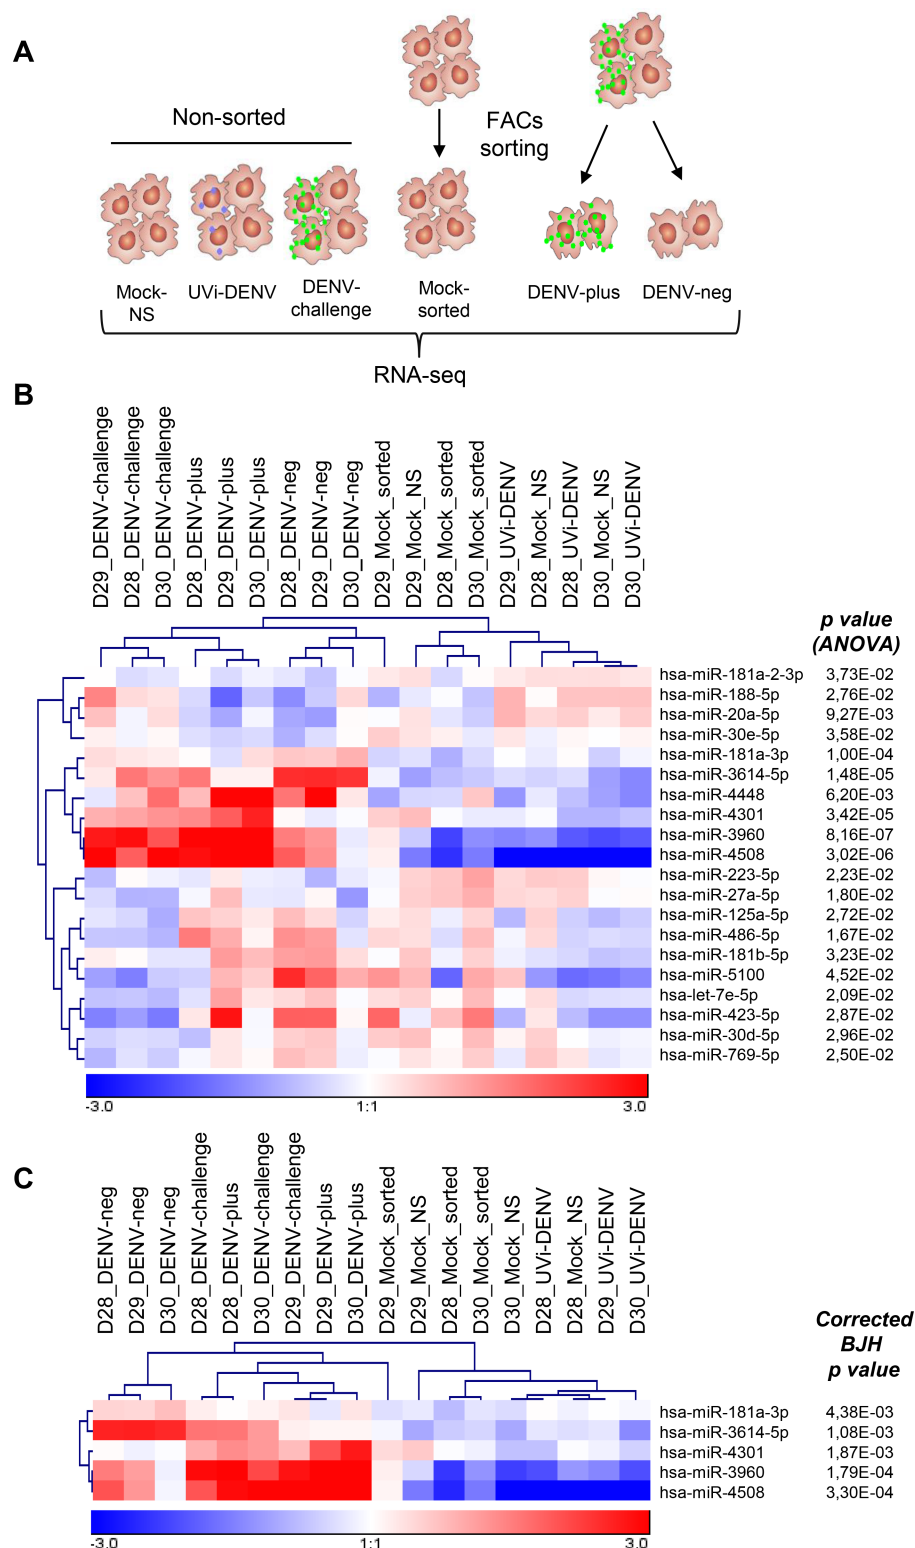 A
Non-sorted
FACs
sorting
Mock-
NS
UVi-DENV
DENV-
challenge
Mock-
sorted
DENV-plus
DENV-neg
RNA-seq
B
D29_DENV-challenge
D28_DENV-challenge
D30_DENV-challenge
D28_DENV-plus
D29_DENV-plus
D30_DENV-plus
D28_DENV-neg
D29_DENV-neg
D30_DENV-neg
D29_Mock_sorted
D29_Mock_NS
D28_Mock_sorted
D30_Mock_sorted
D29_UVi-DENV
D28_Mock_NS
D28_UVi-DENV
D30_Mock_NS
D30_UVi-DENV
p value
(ANOVA)
hsa-miR-181a-2-3p 3,73E-02
hsa-miR-188-5p 2,76E-02
hsa-miR-20a-5p 9,27E-03
hsa-miR-30e-5p 3,58E-02
hsa-miR-181a-3p 1,00E-04
hsa-miR-3614-5p 1,48E-05
hsa-miR-4448 6,20E-03
hsa-miR-4301 3,42E-05
hsa-miR-3960 8,16E-07
hsa-miR-4508 3,02E-06
hsa-miR-223-5p 2,23E-02
hsa-miR-27a-5p 1,80E-02
hsa-miR-125a-5p 2,72E-02
hsa-miR-486-5p 1,67E-02
hsa-miR-181b-5p 3,23E-02
hsa-miR-5100 4,52E-02
hsa-let-7e-5p 2,09E-02
hsa-miR-423-5p 2,87E-02
hsa-miR-30d-5p 2,96E-02
hsa-miR-769-5p 2,50E-02
-3.0 1:1 3.0
C
D28_DENV-neg
D29_DENV-neg
D30_DENV-neg
D28_DENV-challenge
D28_DENV-plus
D30_DENV-challenge
D29_DENV-challenge
D29_DENV-plus
D30_DENV-plus
D29_Mock_sorted
D29_Mock_NS
D28_Mock_sorted
D30_Mock_sorted
D30_Mock_NS
D28_UVi-DENV
D28_Mock_NS
D29_UVi-DENV
D30_UVi-DENV
Corrected
BJH
p value
hsa-miR-181a-3p 4,38E-03
hsa-miR-3614-5p 1,08E-03
hsa-miR-4301 1,87E-03
hsa-miR-3960 1,79E-04
hsa-miR-4508 3,30E-04
-3.0 1:1 3.0